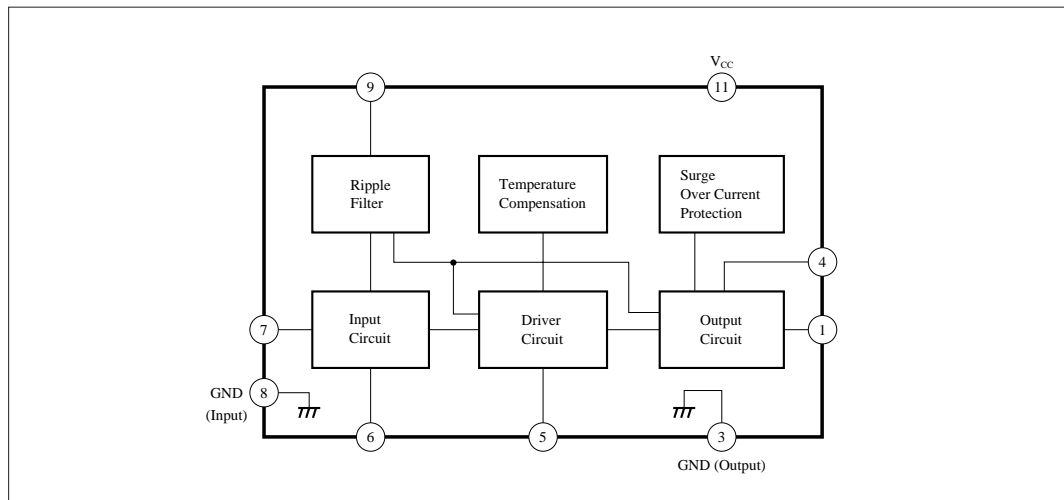 V_CC
9
11
Ripple
Filter
Temperature
Compensation
Surge
Over Current
Protection
4
7
Input
Circuit
Driver
Circuit
Output
Circuit
1
GND
(Input)
8
6
5
3
GND (Output)